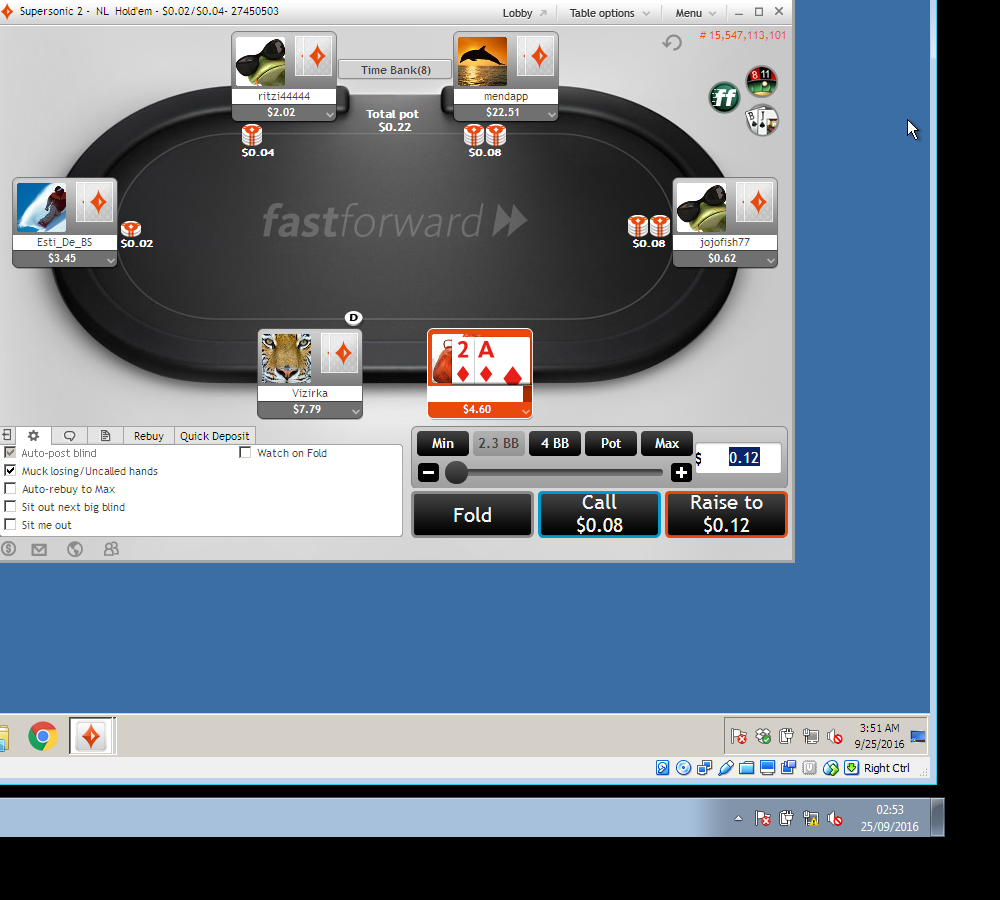 Supersonic 2 - NL Hold'em - $0.02/$0.04- 27450503
Lobby
Table options
Menu
# 15,547,113,101
Time Bank(8)
8 11
ff
B J
ritzi44444
$2.02
mendapp
$22.51
Total pot
$0.22
$0.04
$0.08
Esti_De_BS
$3.45
$0.02
fastforward
$0.08
jojofish77
$0.62
D
Vizirka
$7.79
2 A
$4.60
Rebuy
Quick Deposit
Auto-post blind
Watch on Fold
Muck losing/Uncalled hands
Auto-rebuy to Max
Sit out next big blind
Sit me out
Min
2.3 BB
4 BB
Pot
Max
$ 0.12
Fold
Call
$0.08
Raise to
$0.12
3:51 AM
9/25/2016
Right Ctrl
02:53
25/09/2016